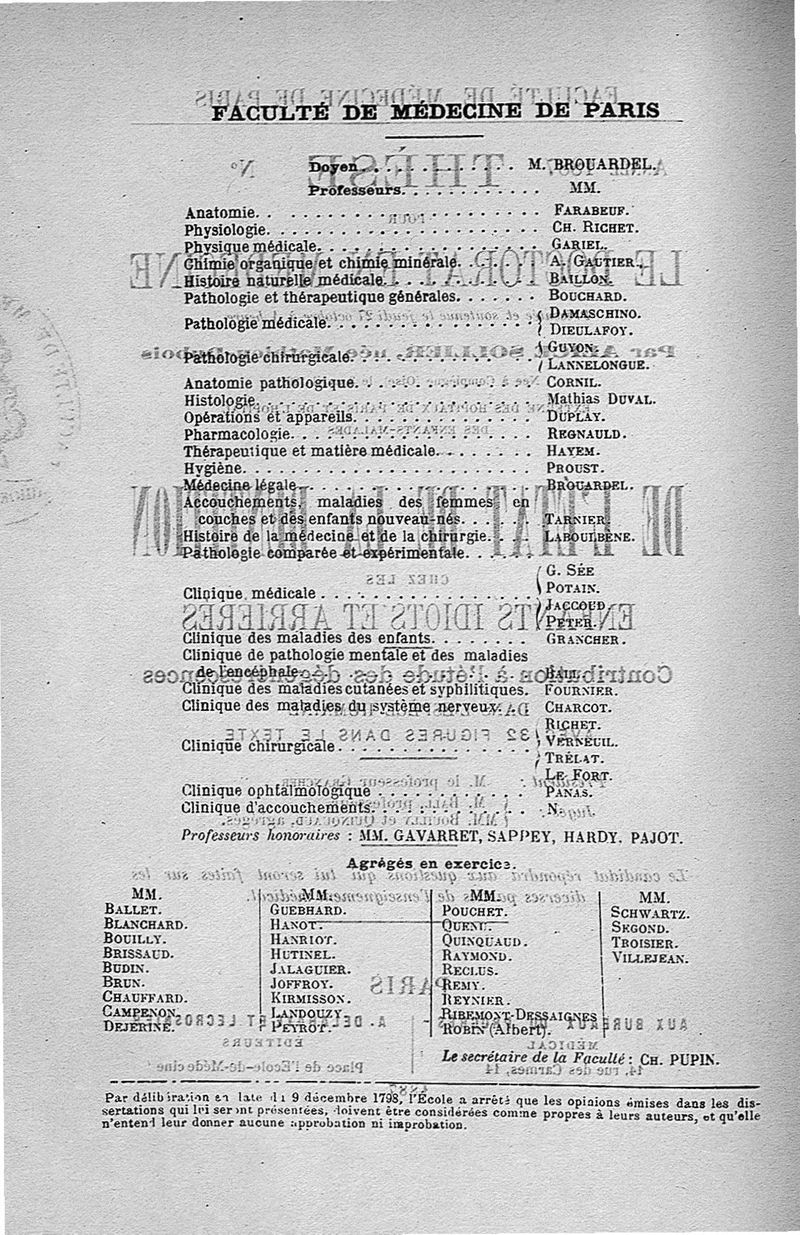 FACULTÉ DE MÉDECINE DE PARIS
Doyen. . . . . . . . . . . . M. BROUARDEL.
Professeurs. . . . . . . . . . . . MM.
Anatomie. . . . . . . . . . . . FARABEUF.
Physiologie. . . . . . . . . . . . CH. RICHET.
Physique médicale. . . . . . . . . . . . GARIEL.
Chimie organique et chimie minérale. . . . . A. GAUTIER.
Histoire naturelle médicale. . . . . . . . BAILLON.
Pathologie et thérapeutique générales. . . . . . . BOUCHARD.
Pathologie médicale. . . . . . . . . . . . DAMASCHINO.
DIEULAFOY.
Pathologie chirurgicale. . . . . . . . . . . . GUYON.
LANNELONGUE.
Anatomie pathologique. . . . . . . . . . . . CORNIL.
Histologie. . . . . . . . . . . . Mathias DUVAL.
Opérations et appareils. . . . . . . . . . . . DUPLAY.
Pharmacologie. . . . . . . . . . . . REGNAULD.
Thérapeutique et matière médicale. . . . . . . . HAYEM.
Hygiène. . . . . . . . . . . . PROUST.
Médecine légale. . . . . . . . . . . . BROUARDEL.
Accouchements, maladies des femmes en
couches et des enfants nouveau-nés. . . . . . TARNIER.
Histoire de la médecine et de la chirurgie. . . . LABOULBÈNE.
Pathologie comparée et expérimentale. . . . . .
Clinique médicale . . . . . . . . . . . . G. SÉE
POTAIN.
JACCOUD.
PETER.
Clinique des maladies des enfants. . . . . . . . GRANCHER.
Clinique de pathologie mentale et des maladies
de l'encéphale. . . . . . . . . . . . BALL.
Clinique des maladies cutanées et syphilitiques. FOURNIER.
Clinique des maladies du système nerveux. . . CHARCOT.
Clinique chirurgicale. . . . . . . . . . . . RICHET.
VERNEUIL.
TRÉLAT.
LE FORT.
Clinique ophtalmologique . . . . . . . . . . . PANAS.
Clinique d'accouchements. . . . . . . . . . . . N.
Professeurs honoraires : MM. GAVARRET, SAPPEY, HARDY, PAJOT.
Agrégés en exercice.
MM.
BALLET.
BLANCHARD.
BOUILLY.
BRISSAUD.
BUDIN.
BRUN.
CHAUFFARD.
CAMPENON.
DEJERINE.
MM.
GUEBHARD.
HANOT.
HANRIOT.
HUTINEL.
JALAGUIER.
JOFFROY.
KIRMISSON.
LANDOUZY.
PEYROT.
MM.
POUCHET.
QUENU.
QUINQUAUD.
RAYMOND.
RECLUS.
REMY.
REYNIER.
RIBEMONT-DESSAIGNES
ROBIN (Albert).
MM.
SCHWARTZ.
SEGOND.
TROISIER.
VILLEJEAN.
Le secrétaire de la Faculté : CH. PUPIN.
Par délibération en date du 9 décembre 1798, l'École a arrêté que les opinions émises dans les dis-
sertations qui lui seront présentées, doivent être considérées comme propres à leurs auteurs, et qu'elle
n'entend leur donner aucune approbation ni improbation.